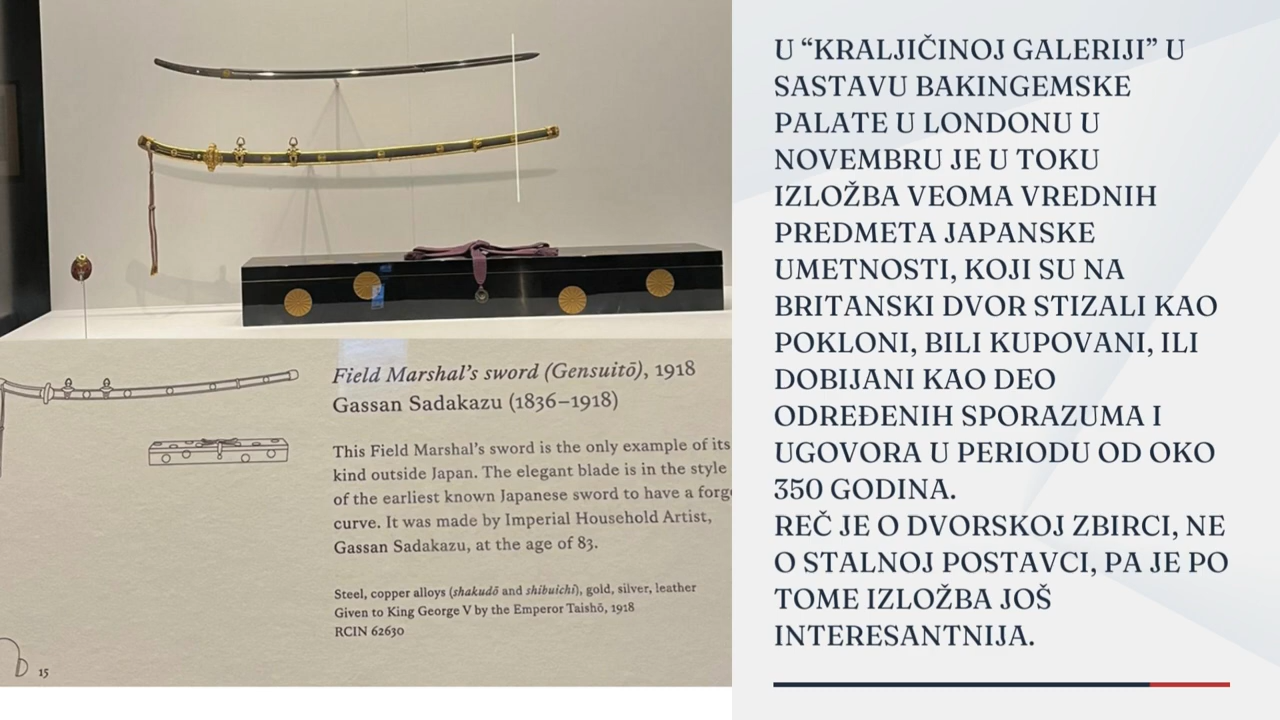 Field Marshal's sword (Gensuitō), 1918
Gassan Sadakazu (1836–1918)
This Field Marshal's sword is the only example of its
kind outside Japan. The elegant blade is in the style
of the earliest known Japanese sword to have a
curve. It was made by Imperial Household Artist,
Gassan Sadakazu, at the age of 83.
Steel, copper alloys (shakudō and shibuichi), gold, silver, leather
Given to King George V by the Emperor Taishō, 1918
RCIN 62630
15
U “KRALJIČINOJ GALERIJI” U
SASTAVU BAKINGEMSKE
PALATE U LONDONU U
NOVEMBRU JE U TOKU
IZLOŽBA VEOMA VREDNIH
PREDMETA JAPANSKE
UMETNOSTI, KOJI SU NA
BRITANSKI DVOR STIZALI KAO
POKLONI, BILI KUPOVANI, ILI
DOBIJANI KAO DEO
ODREĐENIH SPORAZUMA I
UGOVORA U PERIODU OD OKO
350 GODINA.
REČ JE O DVORSKOJ ZBIRCI, NE
O STALNOJ POSTAVCI, PA JE PO
TOME IZLOŽBA JOŠ
INTERESANTNIJA.